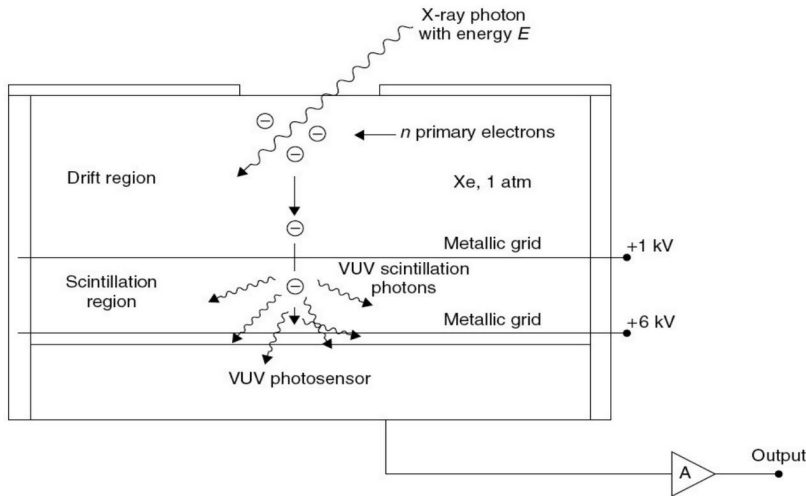 X-ray photon
with energy E
n primary electrons
Drift region
Xe, 1 atm
Metallic grid
+1 kV
Scintillation
region
VUV scintillation
photons
Metallic grid
+6 kV
VUV photosensor
A
Output